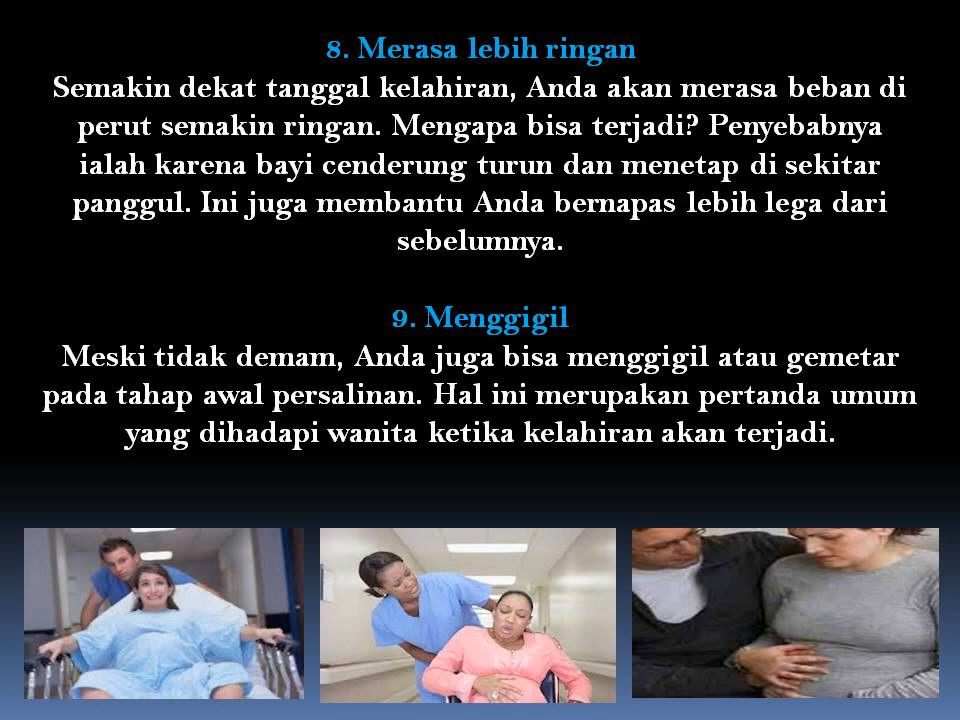 8. Merasa lebih ringan
Semakin dekat tanggal kelahiran, Anda akan merasa beban di
perut semakin ringan. Mengapa bisa terjadi? Penyebabnya
ialah karena bayi cenderung turun dan menetap di sekitar
panggul. Ini juga membantu Anda bernapas lebih lega dari
sebelumnya.
9. Menggigil
Meski tidak demam, Anda juga bisa menggigil atau gemetar
pada tahap awal persalinan. Hal ini merupakan pertanda umum
yang dihadapi wanita ketika kelahiran akan terjadi.